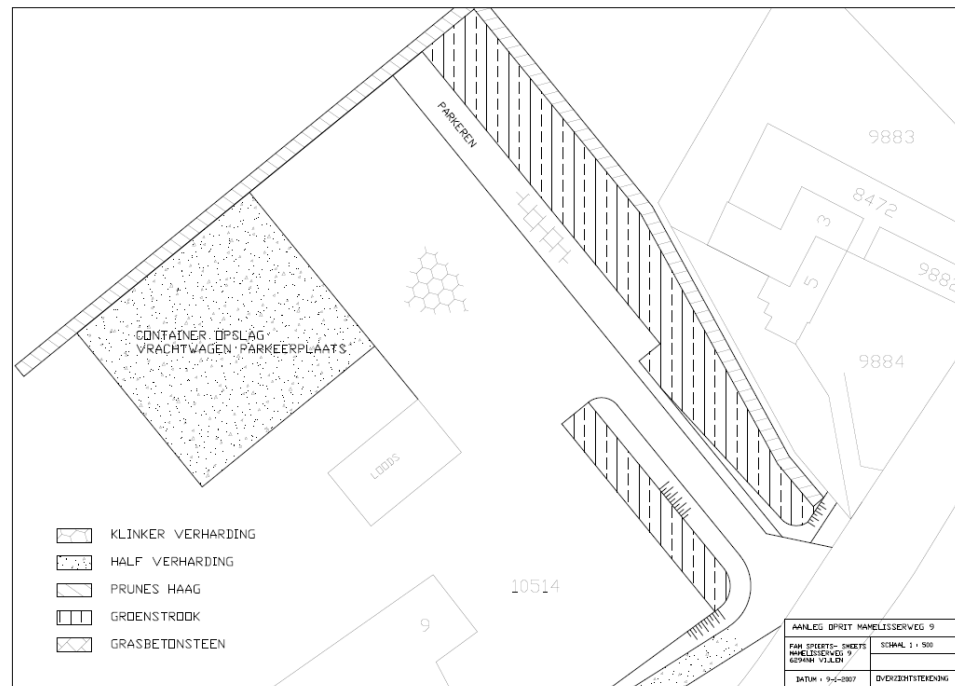 PARKEREN
9883
8472
3
9882
5
9884
CONTAINER OPSLAG
VRACHTWAGEN PARKEERPLAATS
LOODS
KLINKER VERHARDING
HALF VERHARDING
PRUNES HAAG
GROENSTROOK
GRASBETONSTEEN
10514
9
AANLEG OPRIT MAMELISSERWEG 9
FAM SPIERTS- SMEETS
MAMELISSERWEG 9
6294NH VIJLEN
SCHAAL 1 : 500
DATUM : 9-6-2007
OVERZICHTSTEKENING